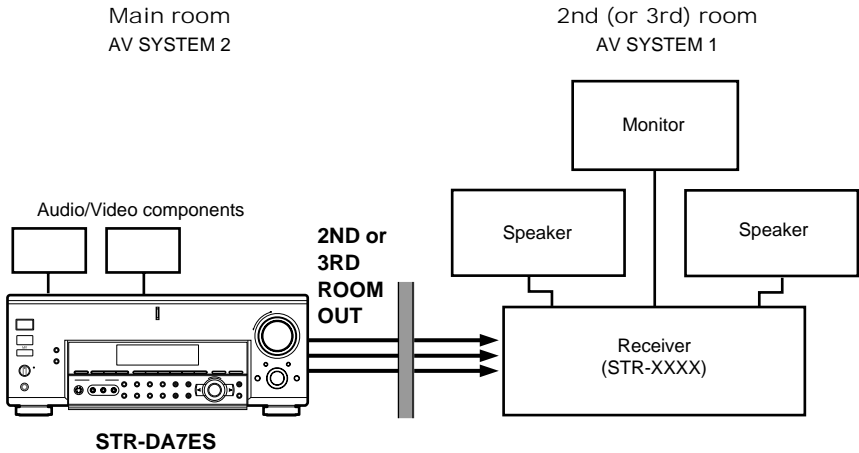 Main room
AV SYSTEM 2
2nd (or 3rd) room
AV SYSTEM 1
Monitor
Audio/Video components
2ND or
3RD
ROOM
OUT
Speaker
Speaker
Receiver
(STR-XXXX)
STR-DA7ES